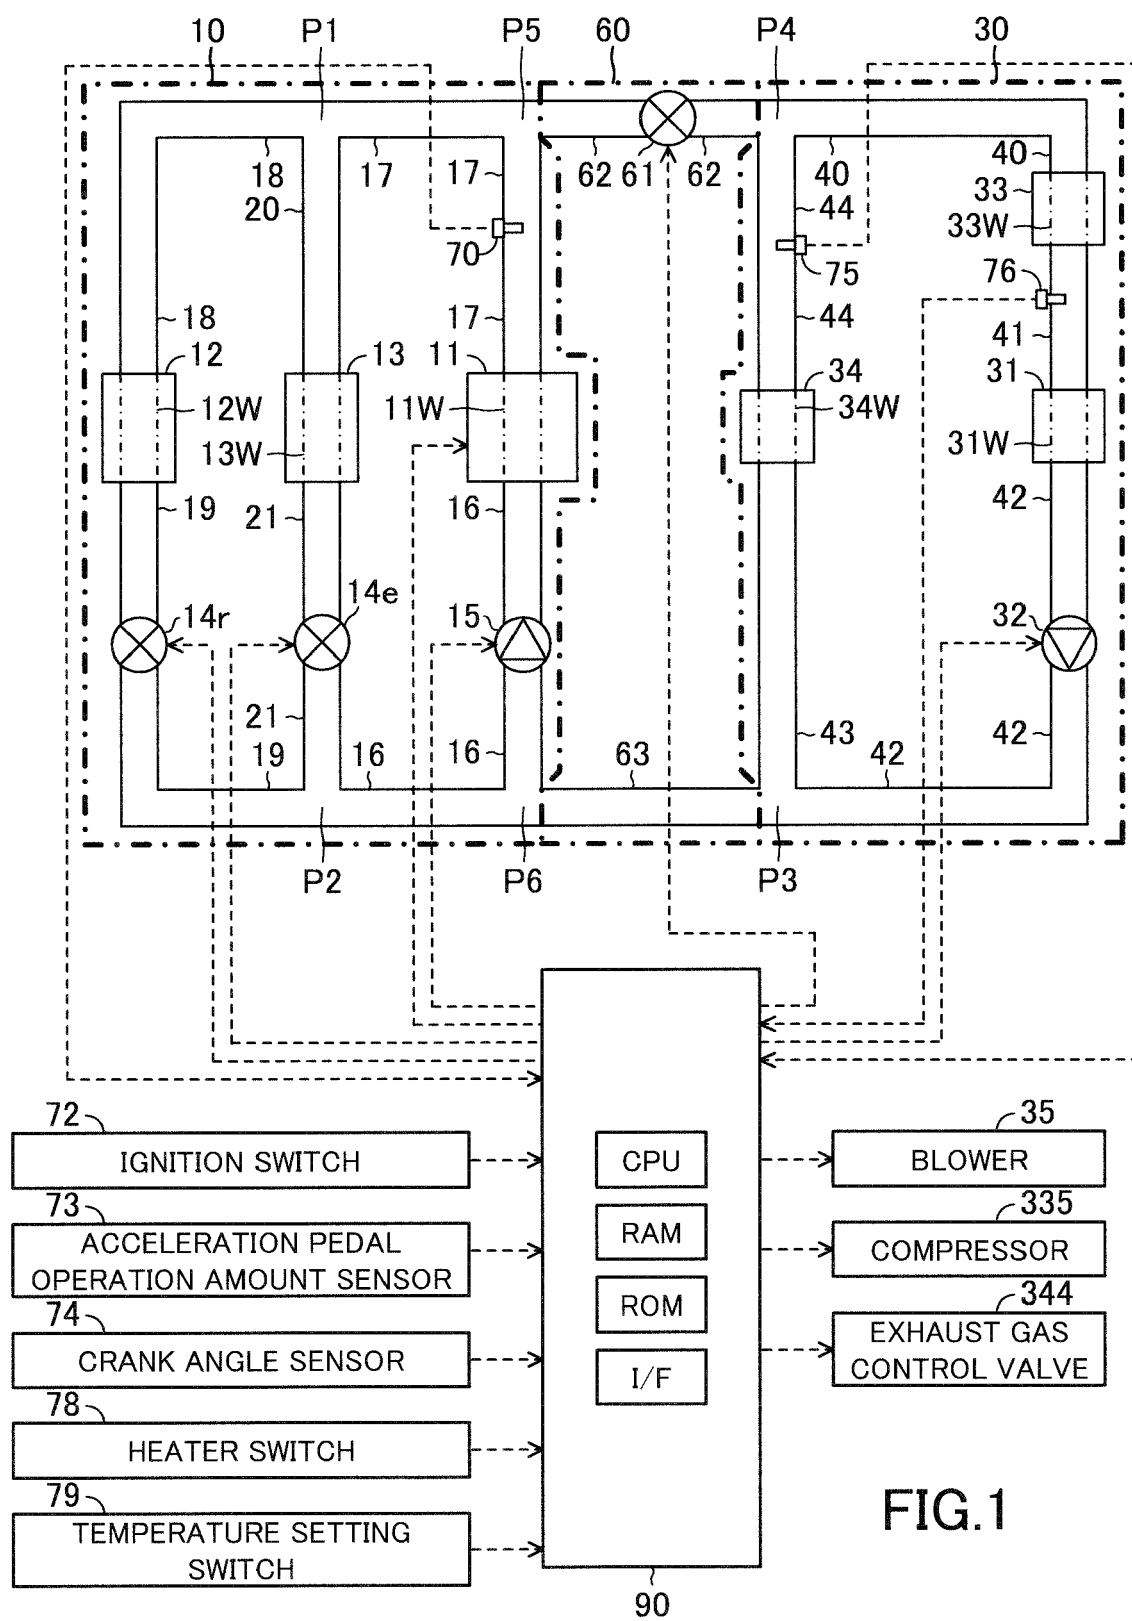 10 P1 P5 60 P4 30
18 17 62 61 62 40 40
18 17
20 44 33
33W
70 75 76
18 17 44 41
12 13 11 34 31
12W 11W 34W
13W 31W
19 21 16 42
14r 14e 15 32
21 16 43 42
19 16 63 42
P2 P6 P3
72
IGNITION SWITCH
73
ACCELERATION PEDAL
OPERATION AMOUNT SENSOR
74
CRANK ANGLE SENSOR
78
HEATER SWITCH
79
TEMPERATURE SETTING
SWITCH
CPU
RAM
ROM
I/F
90
35
BLOWER
335
COMPRESSOR
344
EXHAUST GAS
CONTROL VALVE
FIG.1